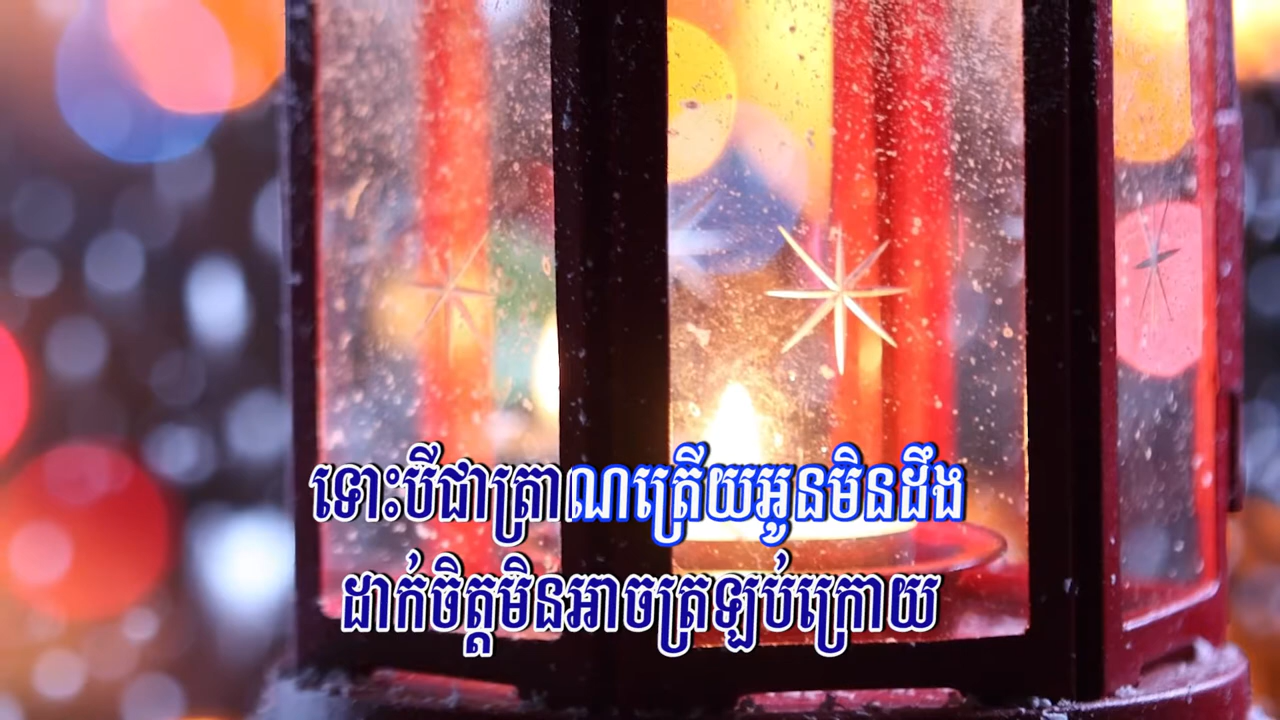 ទោះបីជាត្រាណត្រើយអូនមិនដឹង
ដាក់ចិត្តមិនអាចត្រឡប់ក្រោយ